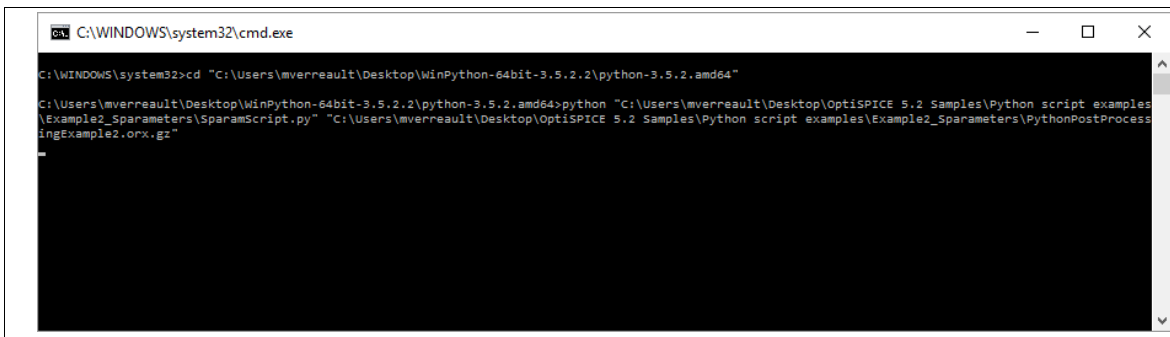 C:\WINDOWS\system32\cmd.exe
C:\WINDOWS\system32>cd "C:\Users\mverreault\Desktop\WinPython-64bit-3.5.2.2\python-3.5.2.amd64"
C:\Users\mverreault\Desktop\WinPython-64bit-3.5.2.2\python-3.5.2.amd64>python "C:\Users\mverreault\Desktop\OptiSPICE 5.2 Samples\Python script examples
\Example2_Sparameters\SparamScript.py" "C:\Users\mverreault\Desktop\OptiSPICE 5.2 Samples\Python script examples\Example2_Sparameters\PythonPostProcess
ingExample2.orx.gz"